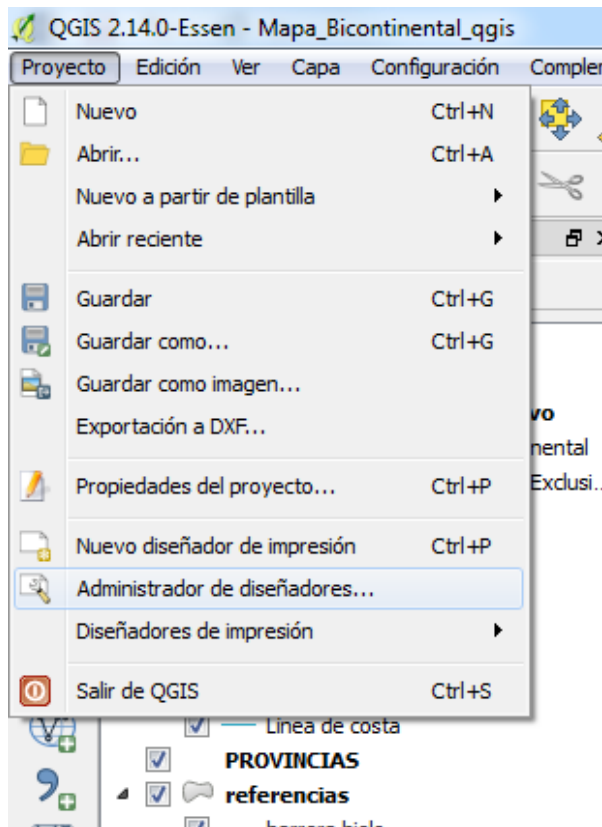 QGIS 2.14.0-Essen - Mapa_Bicontinental_qgis
Proyecto Edición Ver Capa Configuración Compler
Nuevo Ctrl+N
Abrir... Ctrl+A
Nuevo a partir de plantilla
Abrir reciente
Guardar Ctrl+G
Guardar como... Ctrl+G
Guardar como imagen...
Exportación a DXF...
vo
nental
Propiedades del proyecto... Ctrl+P
Exclusi...
Nuevo diseñador de impresión Ctrl+P
Administrador de diseñadores...
Diseñadores de impresión
Salir de QGIS Ctrl+S
Línea de costa
PROVINCIAS
referencias